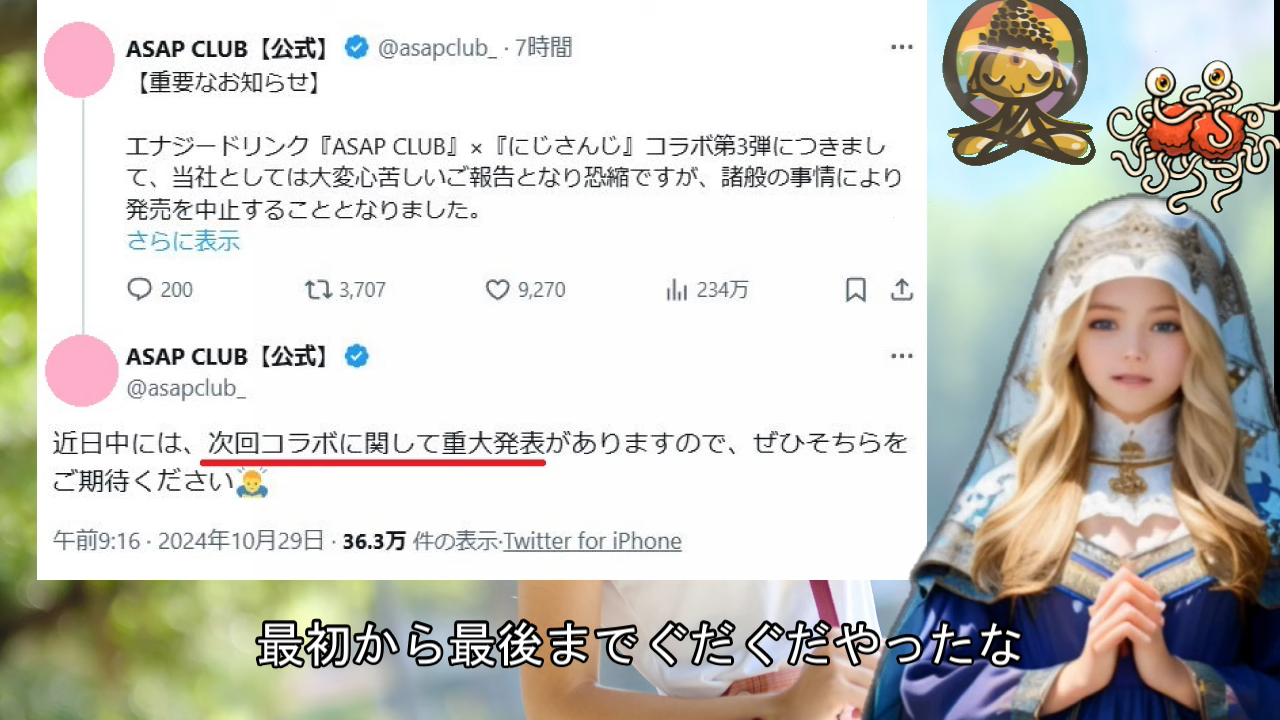 ASAP CLUB【公式】 @asapclub_ · 7時間
【重要なお知らせ】
エナジードリンク『ASAP CLUB』×『にじさんじ』コラボ第3弾につきまし
て、当社としては大変心苦しいご報告となり恐縮ですが、諸般の事情により
発売を中止することとなりました。
さらに表示
200 3,707 9,270 234万
ASAP CLUB【公式】
@asapclub_
近日中には、次回コラボに関して重大発表がありますので、ぜひそちらを
ご期待ください🙇‍♂️
午前9:16 · 2024年10月29日 · 36.3万 件の表示·Twitter for iPhone
最初から最後までぐだぐだやったな